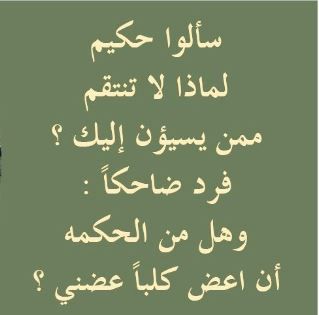 سألوا حكيم
لماذا لا تنتقم
ممن يسيؤن إليك ؟
فرد ضاحكاً :
وهل من الحكمه
أن اعض كلباً عضني ؟